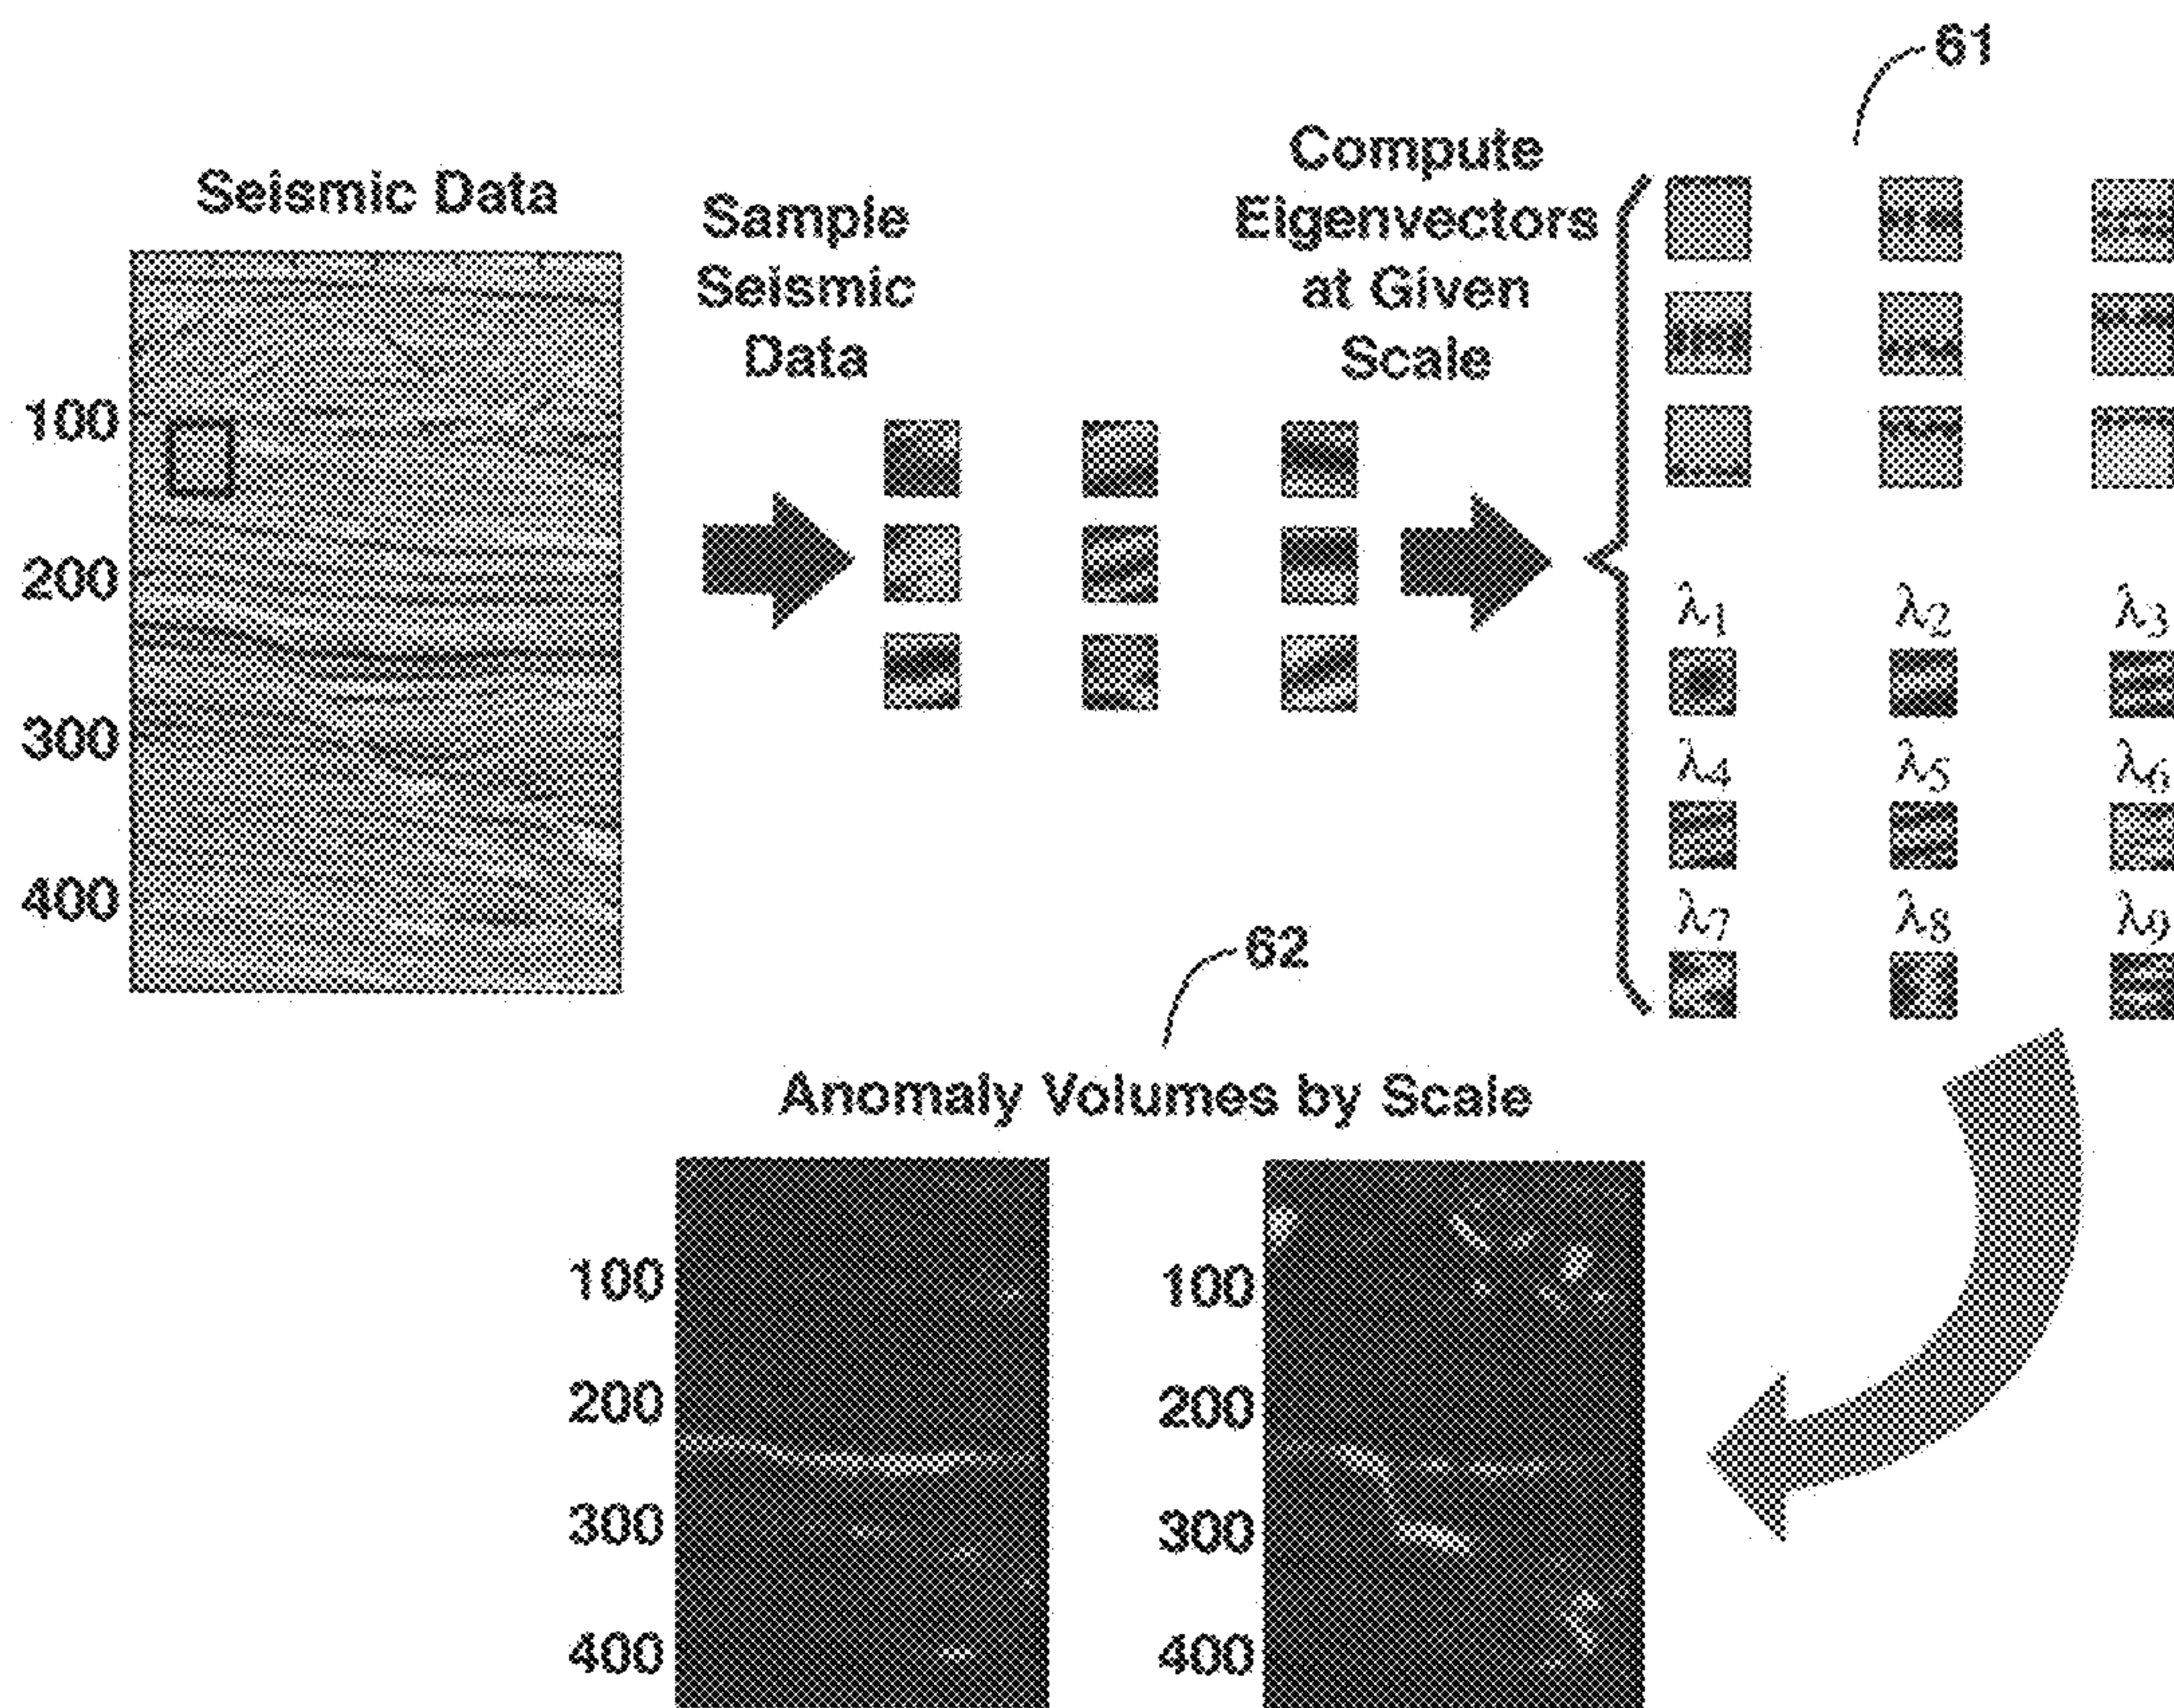 61
Seismic Data
Sample
Seismic
Data
Compute
Eigenvectors
at Given
Scale
100
200
300
400
λ1 λ2 λ3
λ4 λ5 λ6
λ7 λ8 λ9
62
Anomaly Volumes by Scale
100
200
300
400
100
200
300
400